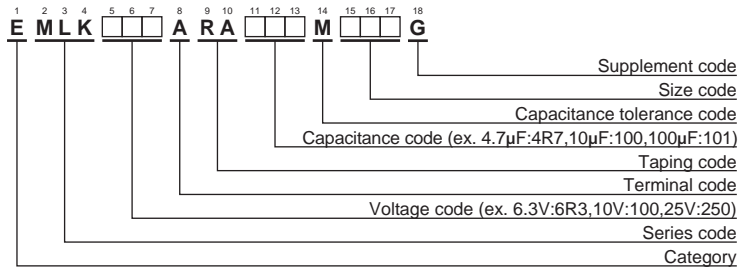 1 2 3 4 5 6 7 8 9 10 11 12 13 14 15 16 17 18
E MLK □□□ A RA □□□ M □□□ G
Supplement code
Size code
Capacitance tolerance code
Capacitance code (ex. 4.7μF:4R7,10μF:100,100μF:101)
Taping code
Terminal code
Voltage code (ex. 6.3V:6R3,10V:100,25V:250)
Series code
Category